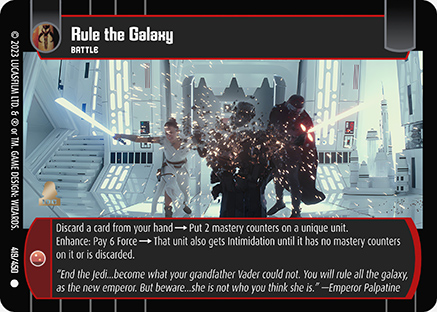 Rule the Galaxy
BATTLE
© 2023 LUCASFILM LTD. & ® or TM. GAME DESIGN: WIZARDS.
Discard a card from your hand → Put 2 mastery counters on a unique unit.
Enhance: Pay 6 Force → That unit also gets Intimidation until it has no mastery counters
on it or is discarded.
"End the Jedi...become what your grandfather Vader could not. You will rule all the galaxy,
as the new emperor. But beware...she is not who you think she is." —Emperor Palpatine